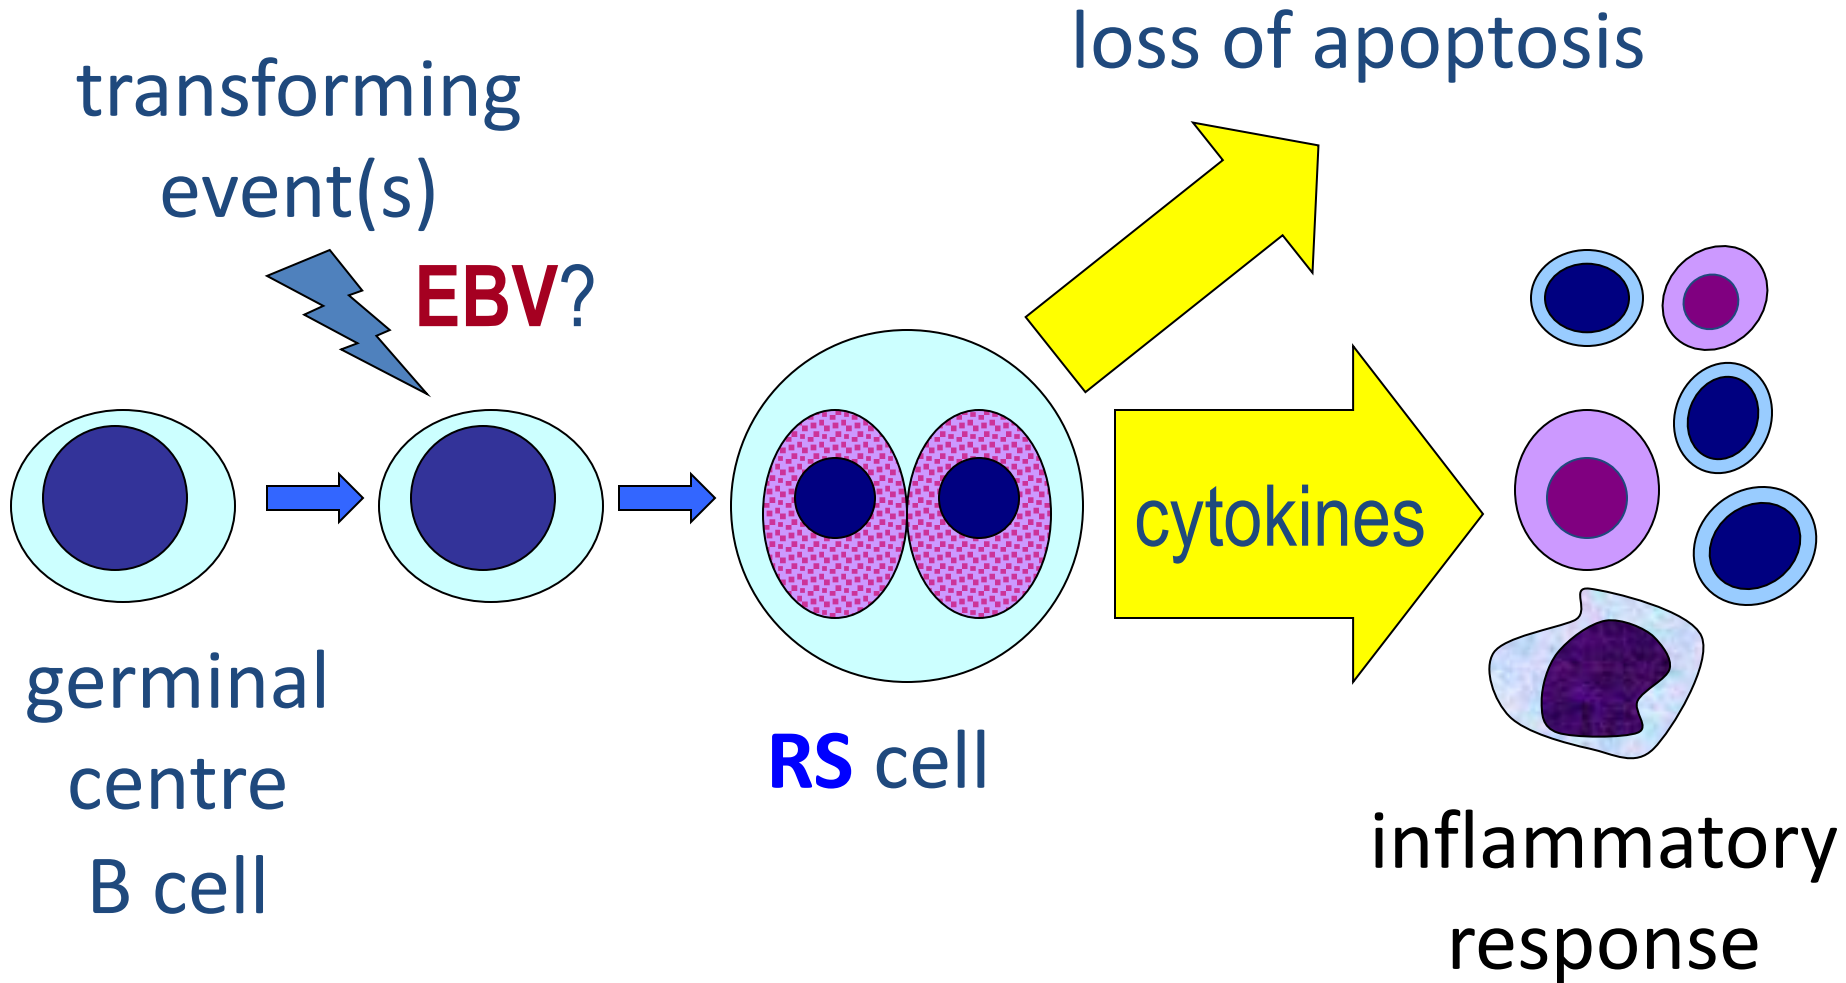 transforming
event(s)
EBV?
germinal
centre
B cell
RS cell
loss of apoptosis
cytokines
inflammatory
response